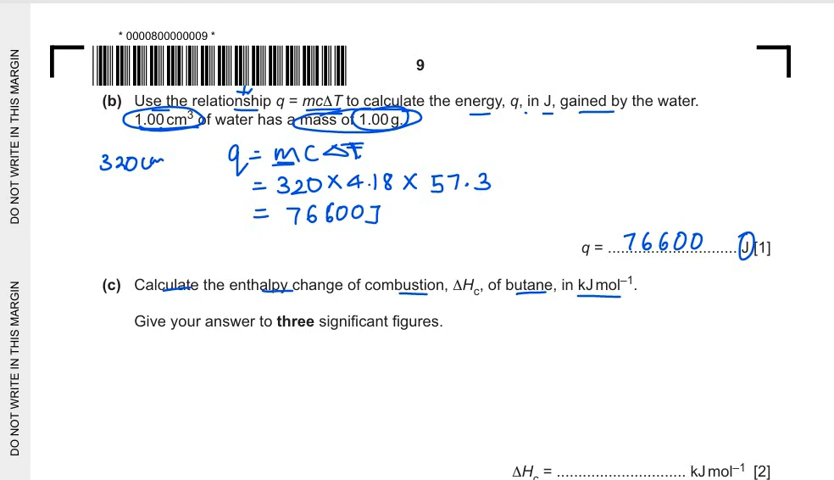 * 0000800000009 *
9
DO NOT WRITE IN THIS MARGIN
(b) Use the relationship q = mcΔT to calculate the energy, q, in J, gained by the water.
1.00 cm³ of water has a mass of 1.00 g.
320cm
q = mcΔT
= 320 × 4.18 × 57.3
= 76600J
q = 76600 J [1]
(c) Calculate the enthalpy change of combustion, ΔHc, of butane, in kJ mol⁻¹.
Give your answer to three significant figures.
DO NOT WRITE IN THIS MARGIN
ΔHc = .............................. kJ mol⁻¹ [2]